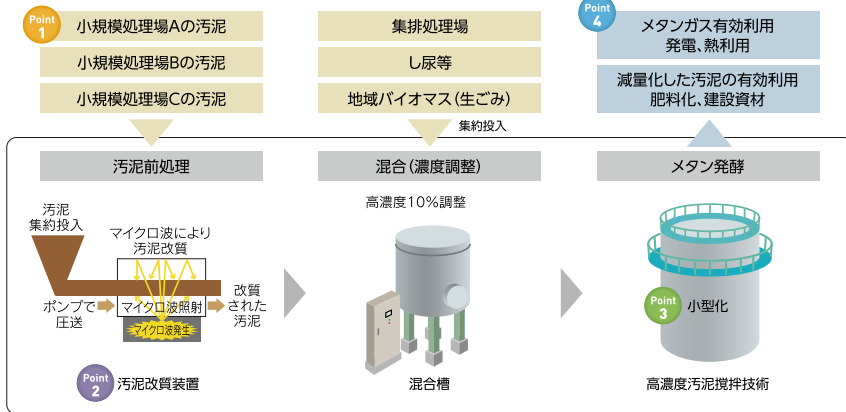 Point 1
小規模処理場Aの汚泥
小規模処理場Bの汚泥
小規模処理場Cの汚泥
集排処理場
し尿等
地域バイオマス（生ごみ）
集約投入
Point 4
メタンガス有効利用
発電、熱利用
減量化した汚泥の有効利用
肥料化、建設資材
汚泥前処理
混合（濃度調整）
メタン発酵
汚泥
集約投入
マイクロ波により
汚泥改質
ポンプで
圧送
マイクロ波照射
マイクロ波発生
改質
された
汚泥
Point 2
汚泥改質装置
高濃度10％調整
混合槽
Point 3
小型化
高濃度汚泥撹拌技術